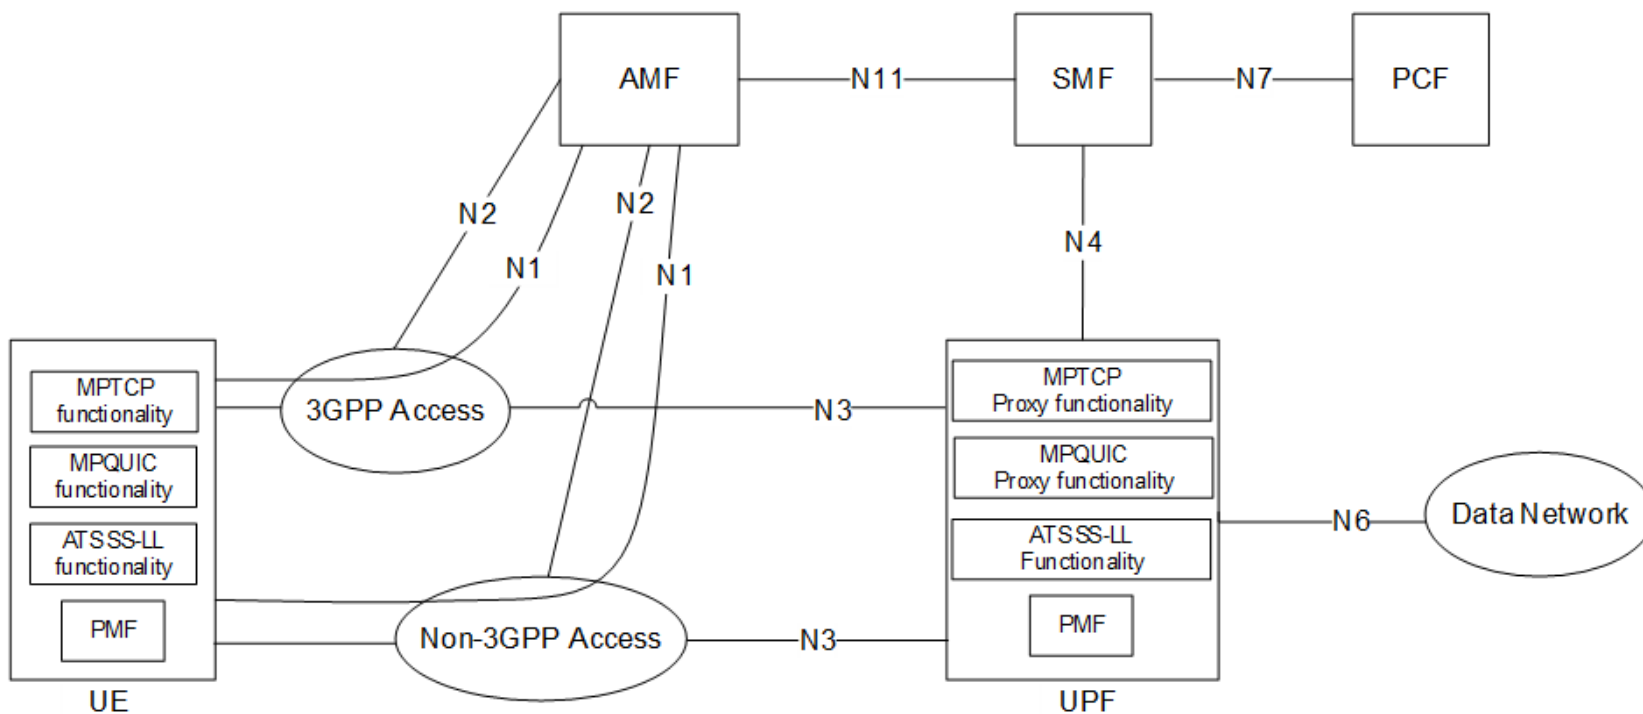 AMF
N11
SMF
N7
PCF
N2
N2
N1
N1
N4
MPTCP
functionality
MPQUIC
functionality
ATSSS-LL
functionality
PMF
UE
3GPP Access
N3
Non-3GPP Access
N3
MPTCP
Proxy functionality
MPQUIC
Proxy functionality
ATSSS-LL
Functionality
PMF
UPF
N6
Data Network